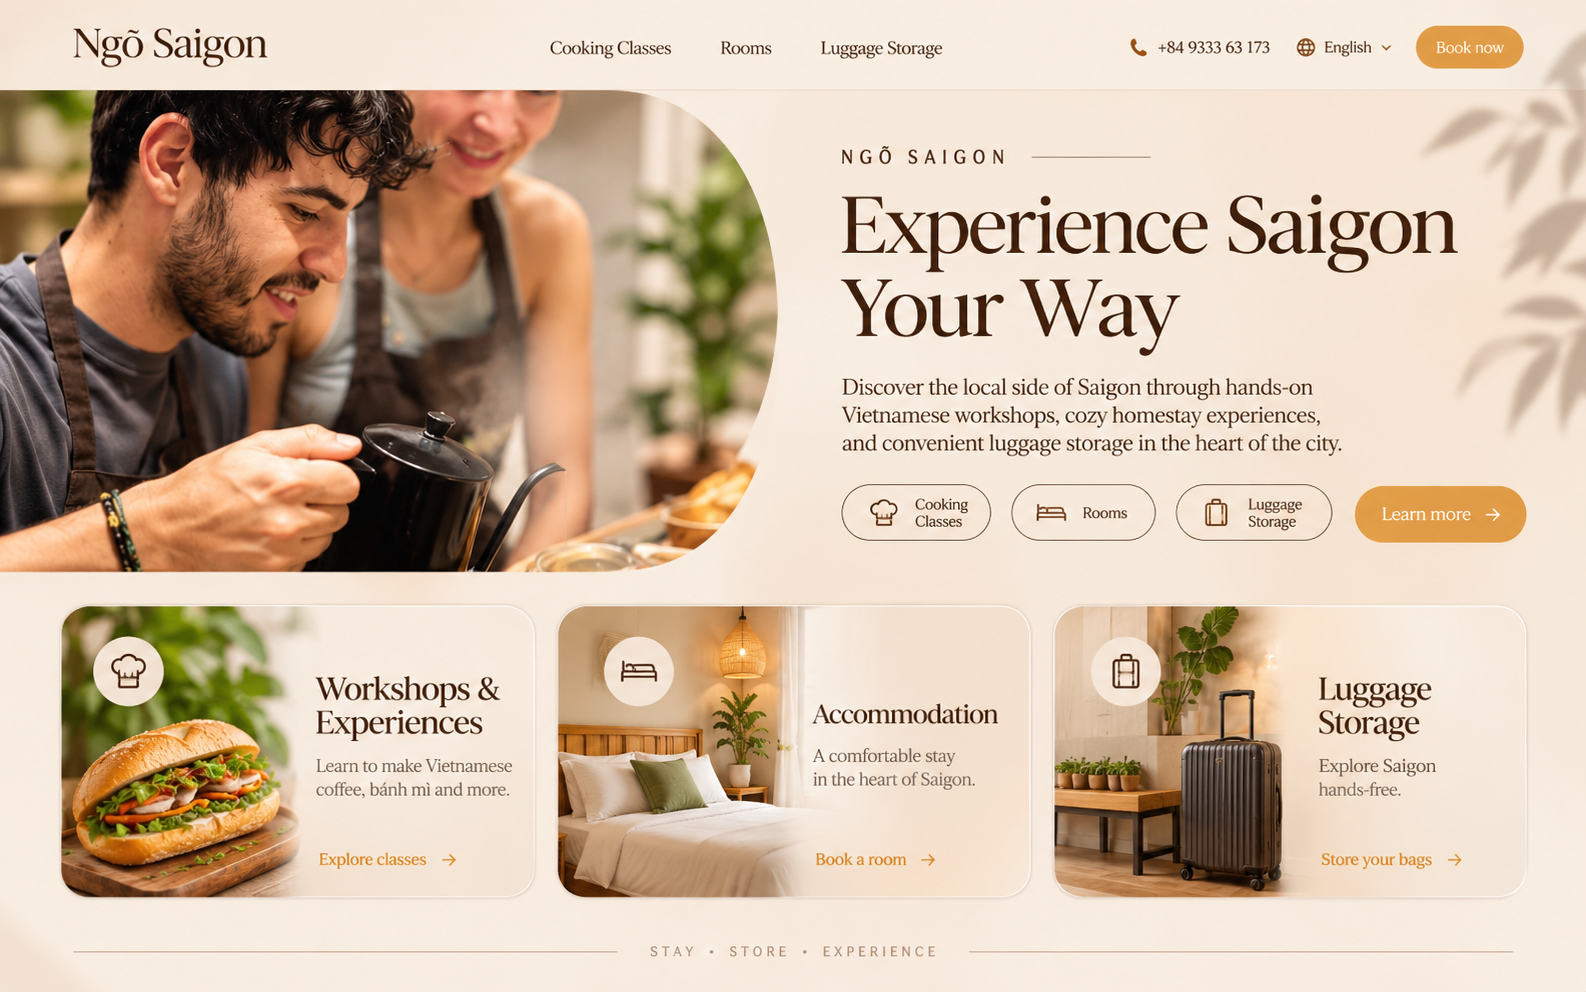 Ngõ Saigon
Cooking Classes
Rooms
Luggage Storage
+84 9333 63 173
English
Book now
NGÕ SAIGON
Experience Saigon
Your Way
Discover the local side of Saigon through hands-on
Vietnamese workshops, cozy homestay experiences,
and convenient luggage storage in the heart of the city.
Cooking
Classes
Rooms
Luggage
Storage
Learn more →
Workshops &
Experiences
Learn to make Vietnamese
coffee, bánh mì and more.
Explore classes →
Accommodation
A comfortable stay
in the heart of Saigon.
Book a room →
Luggage
Storage
Explore Saigon
hands-free.
Store your bags →
STAY • STORE • EXPERIENCE